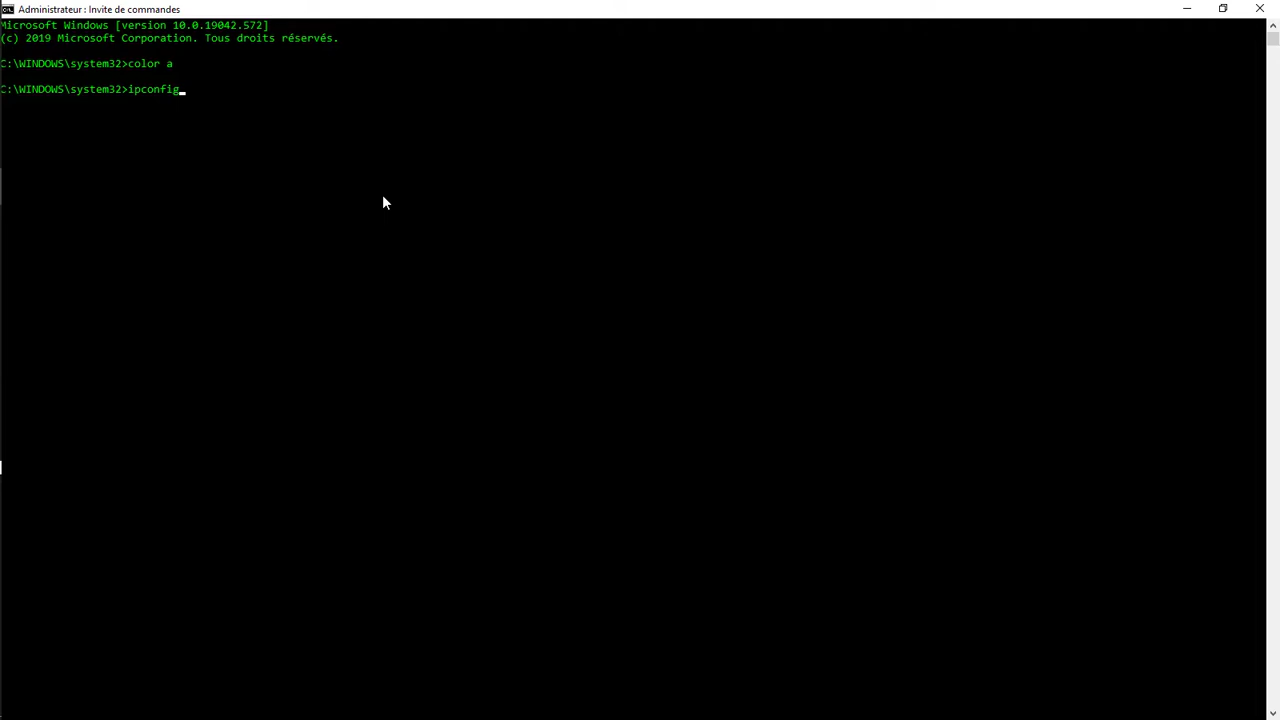 Administrateur : Invite de commandes
Microsoft Windows [version 10.0.19042.572]
(c) 2019 Microsoft Corporation. Tous droits réservés.
C:\WINDOWS\system32>color a
C:\WINDOWS\system32>ipconfig